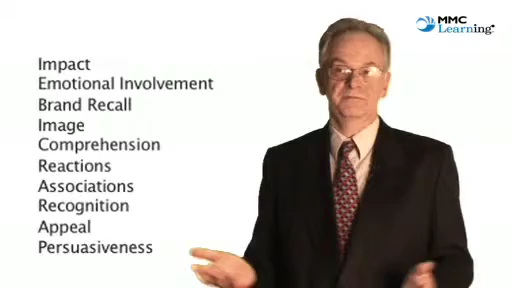 MMC
Learning
Impact
Emotional Involvement
Brand Recall
Image
Comprehension
Reactions
Associations
Recognition
Appeal
Persuasiveness